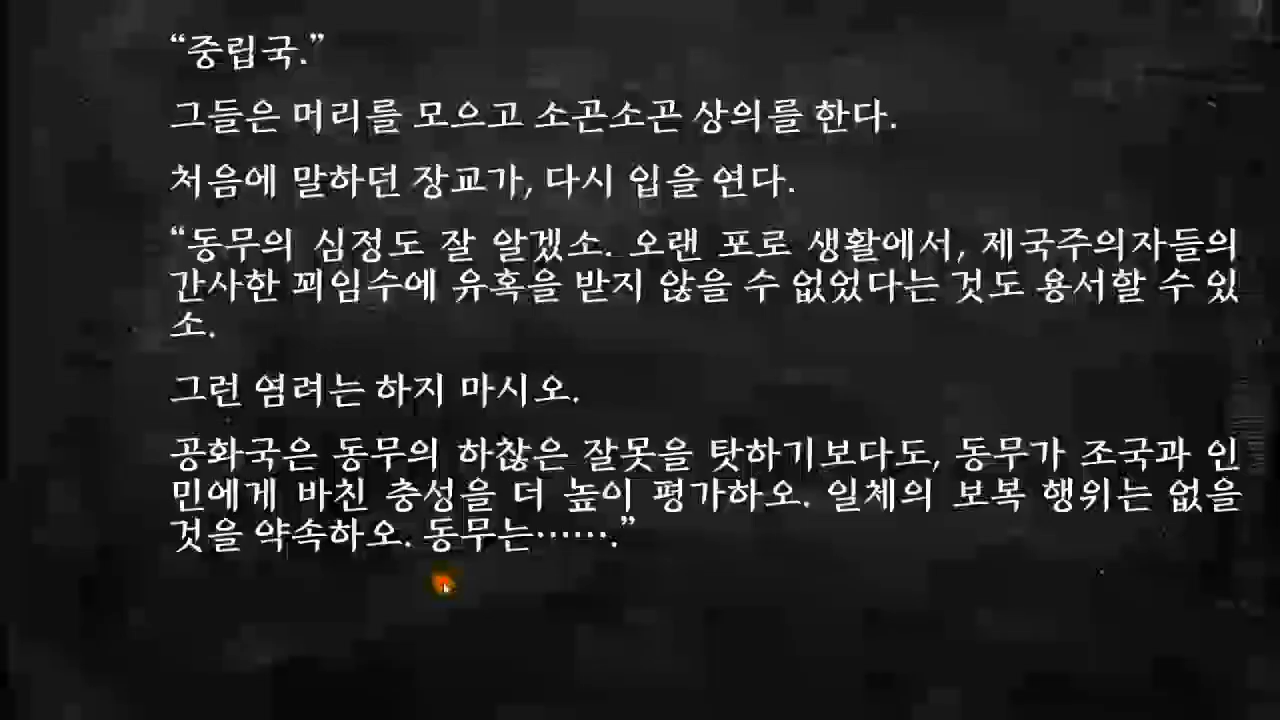 “중립국.”
그들은 머리를 모으고 소곤소곤 상의를 한다.
처음에 말하던 장교가, 다시 입을 연다.
“동무의 심정도 잘 알겠소. 오랜 포로 생활에서, 제국주의자들의
간사한 꾀임수에 유혹을 받지 않을 수 없었다는 것도 용서할 수 있
소.
그런 염려는 하지 마시오.
공화국은 동무의 하찮은 잘못을 탓하기보다도, 동무가 조국과 인
민에게 바친 충성을 더 높이 평가하오. 일체의 보복 행위는 없을
것을 약속하오. 동무는…….”